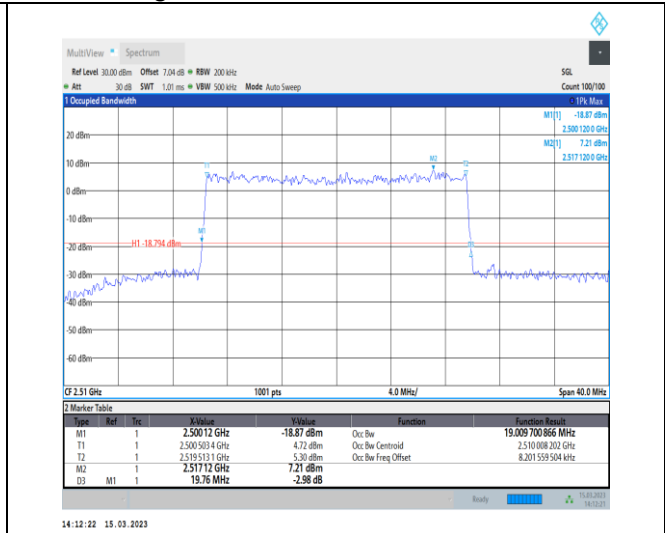 MultiView Spectrum
Ref Level 30.00 dBm Offset 7.04 dB RBW 200 kHz SGL
Att 30 dB SWT 1.01 ms VBW 500 kHz Mode Auto Sweep Count 100/100
1 Occupied Bandwidth 1Pk Max
M1[1] -18.87 dBm
2.500 120 0 GHz
M2[1] 7.21 dBm
2.517 120 0 GHz
20 dBm
10 dBm
0 dBm
-10 dBm
-20 dBm
-30 dBm
-40 dBm
-50 dBm
-60 dBm
M2
T1
T2
M1
H1 -18.794 dBm
D3
CF 2.51 GHz 1001 pts 4.0 MHz/ Span 40.0 MHz
2 Marker Table
Type Ref Trc X-Value Y-Value Function Function Result
M1 1 2.50012 GHz -18.87 dBm Occ Bw 19.009 700 866 MHz
T1 1 2.500 503 4 4.72 dBm Occ Bw Centroid 2.510 008 202 GHz
T2 1 2.519 513 1 GHz 5.30 dBm Occ Bw Freq Offset 8.201 559 504 kHz
M2 1 2.51712 GHz 7.21 dBm
D3 M1 1 19.76 MHz -2.98 dB
Ready 15.03.2023
14:12:21
14:12:22 15.03.2023